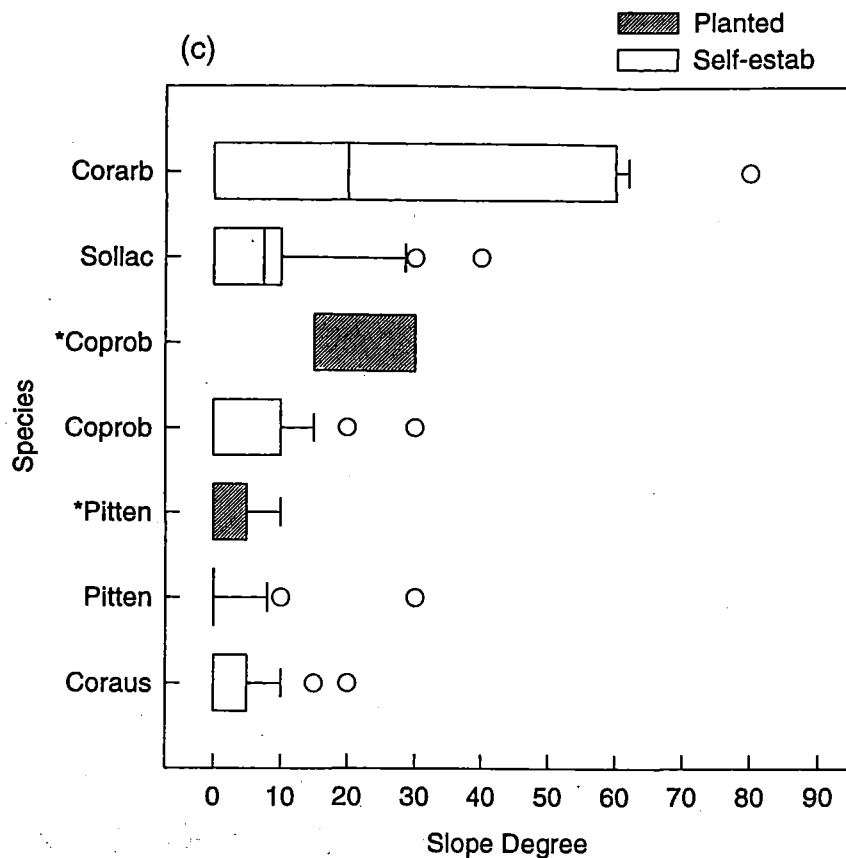 (c)
Planted
Self-estab
Species
Corarb
Sollac
*Coprob
Coprob
*Pitten
Pitten
Coraus
0 10 20 30 40 50 60 70 80 90
Slope Degree